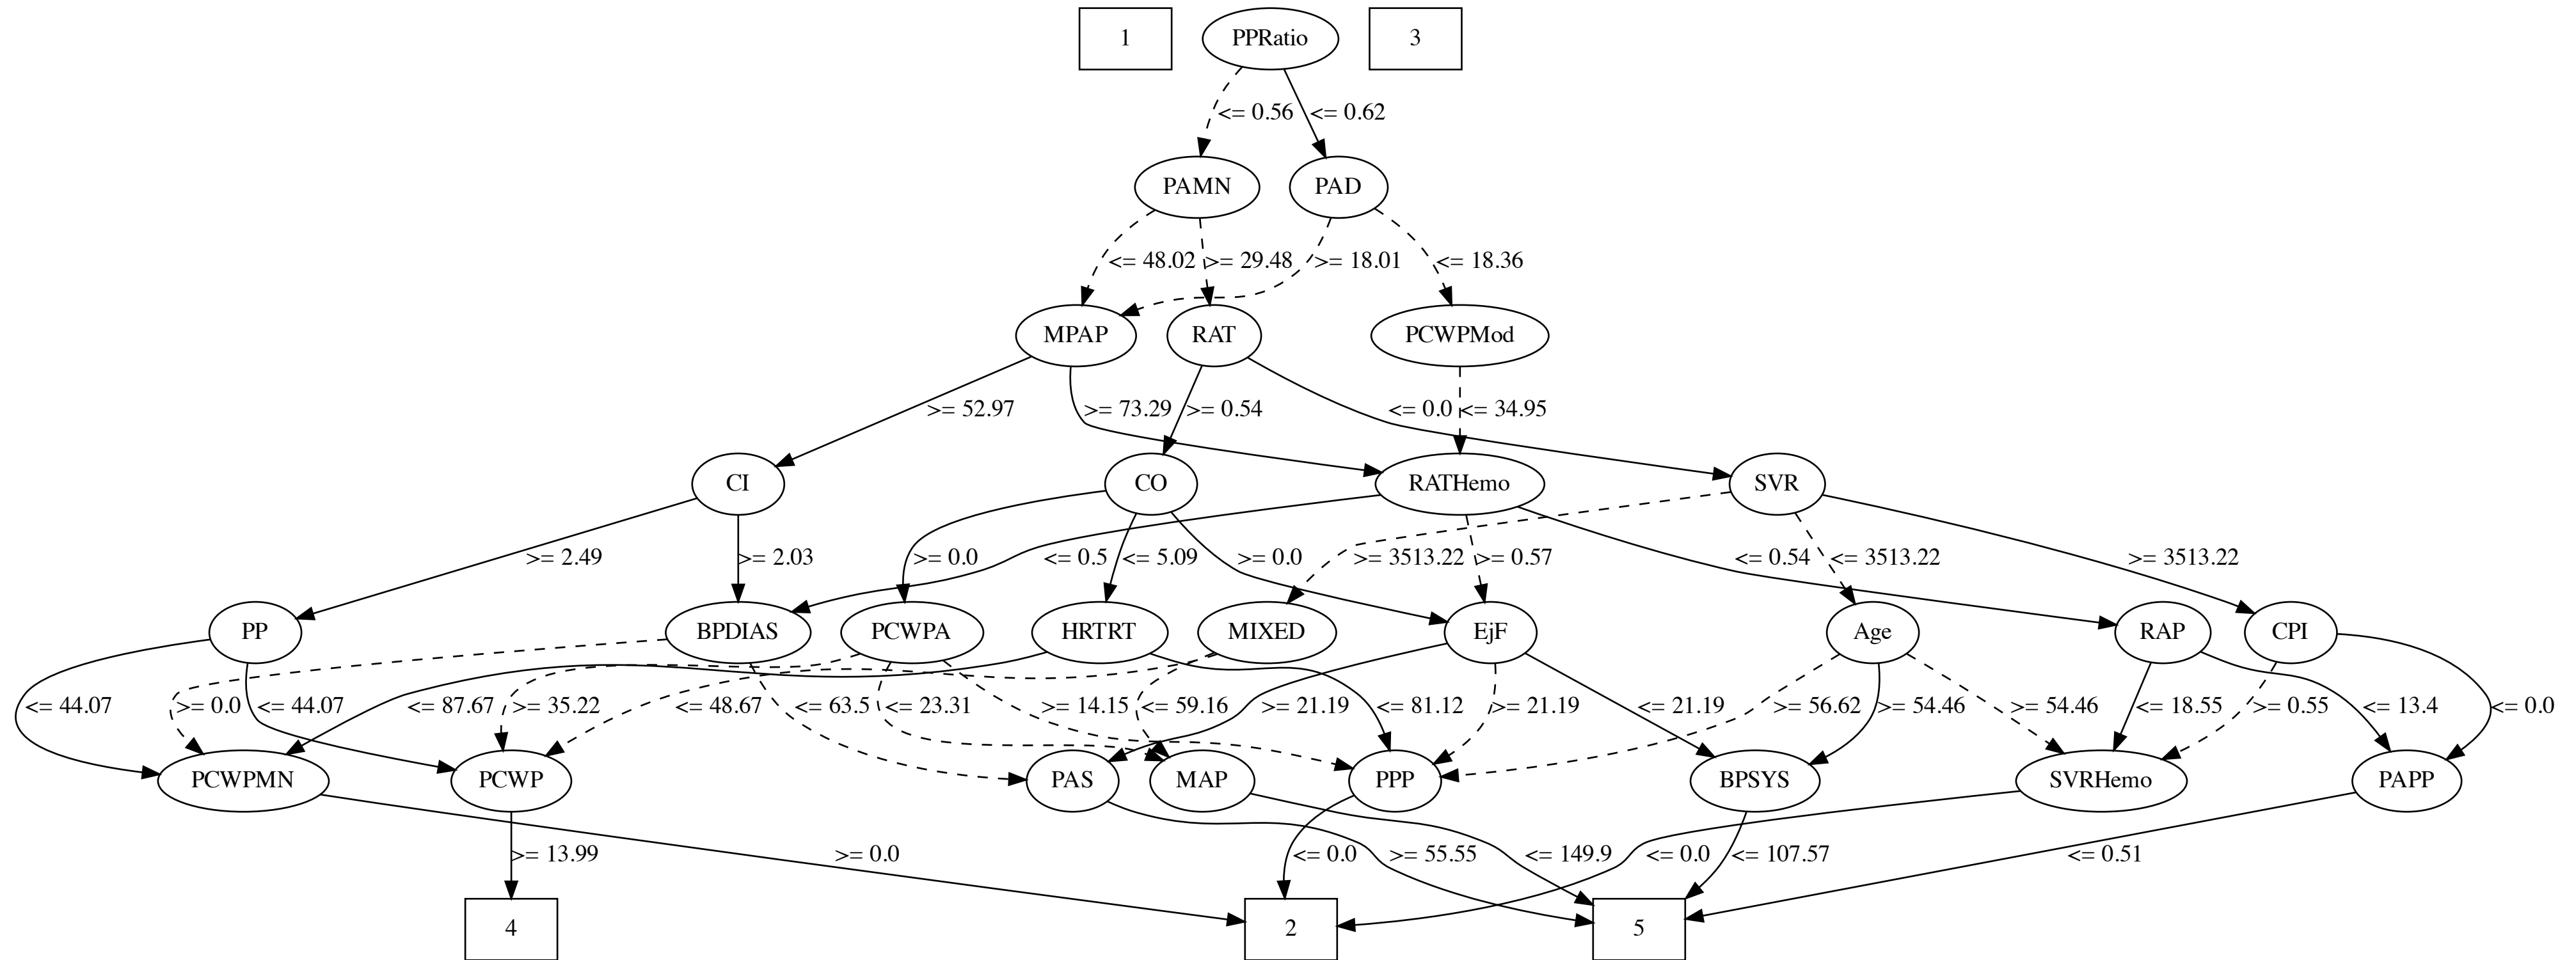 1
PPRatio
3
<= 0.56
<= 0.62
PAMN
PAD
<= 48.02
>= 29.48
>= 18.01
<= 18.36
MPAP
RAT
PCWPMod
>= 52.97
>= 73.29
>= 0.54
<= 0.0
<= 34.95
CI
CO
RATHemo
SVR
>= 2.49
>= 2.03
>= 0.0
<= 0.5
<= 5.09
>= 0.0
>= 3513.22
>= 0.57
<= 0.54
<= 3513.22
>= 3513.22
PP
BPDIAS
PCWPA
HRTRT
MIXED
EjF
Age
RAP
CPI
<= 44.07
>= 0.0
<= 44.07
<= 87.67
>= 35.22
<= 48.67
<= 63.5
<= 23.31
>= 14.15
<= 59.16
>= 21.19
<= 81.12
>= 21.19
<= 21.19
>= 56.62
>= 54.46
>= 54.46
<= 18.55
>= 0.55
<= 13.4
<= 0.0
PCWPMN
PCWP
PAS
MAP
PPP
BPSYS
SVRHemo
PAPP
>= 13.99
>= 0.0
<= 0.0
>= 55.55
<= 149.9
<= 0.0
<= 107.57
<= 0.51
4
2
5